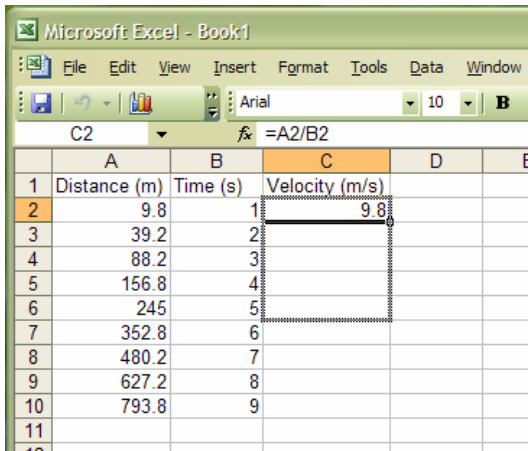 Microsoft Excel - Book1
File Edit View Insert Format Tools Data Window
Arial 10 B
C2 fx =A2/B2
A B C D E
1 Distance (m) Time (s) Velocity (m/s)
2 9.8 1 9.8
3 39.2 2
4 88.2 3
5 156.8 4
6 245 5
7 352.8 6
8 480.2 7
9 627.2 8
10 793.8 9
11